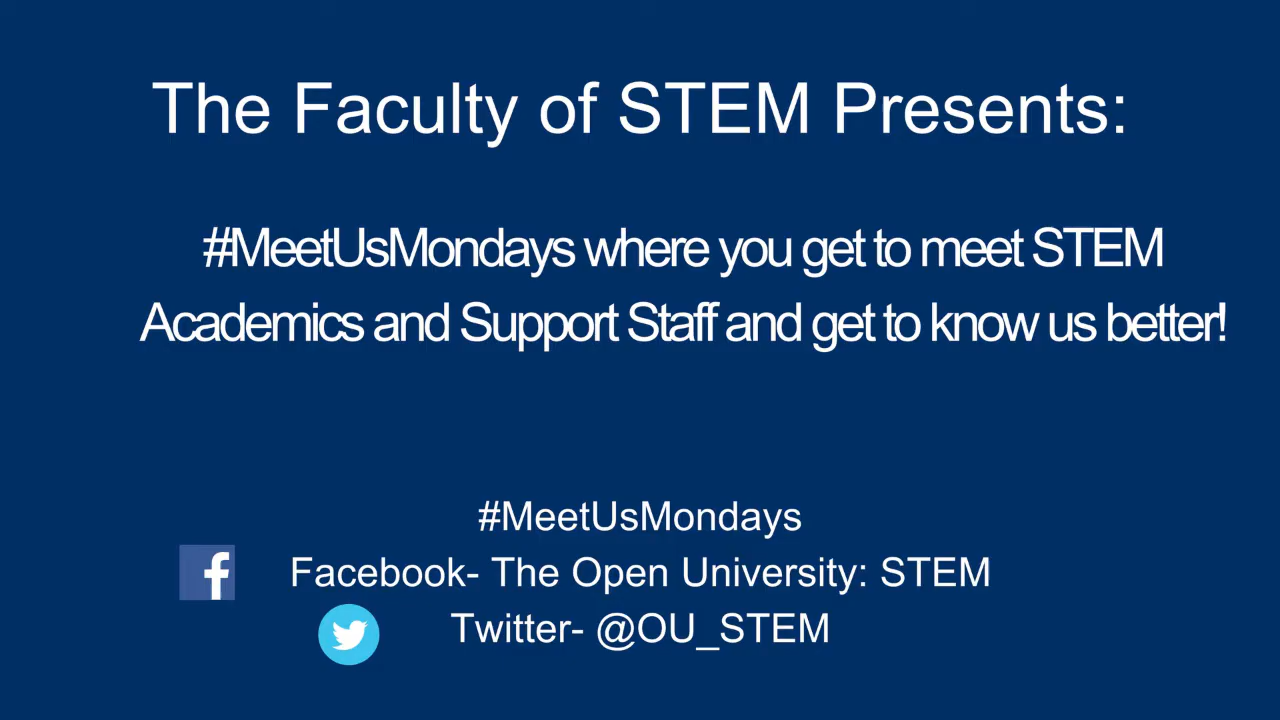 The Faculty of STEM Presents:
#MeetUsMondays where you get to meet STEM
Academics and Support Staff and get to know us better!
#MeetUsMondays
Facebook- The Open University: STEM
Twitter- @OU_STEM